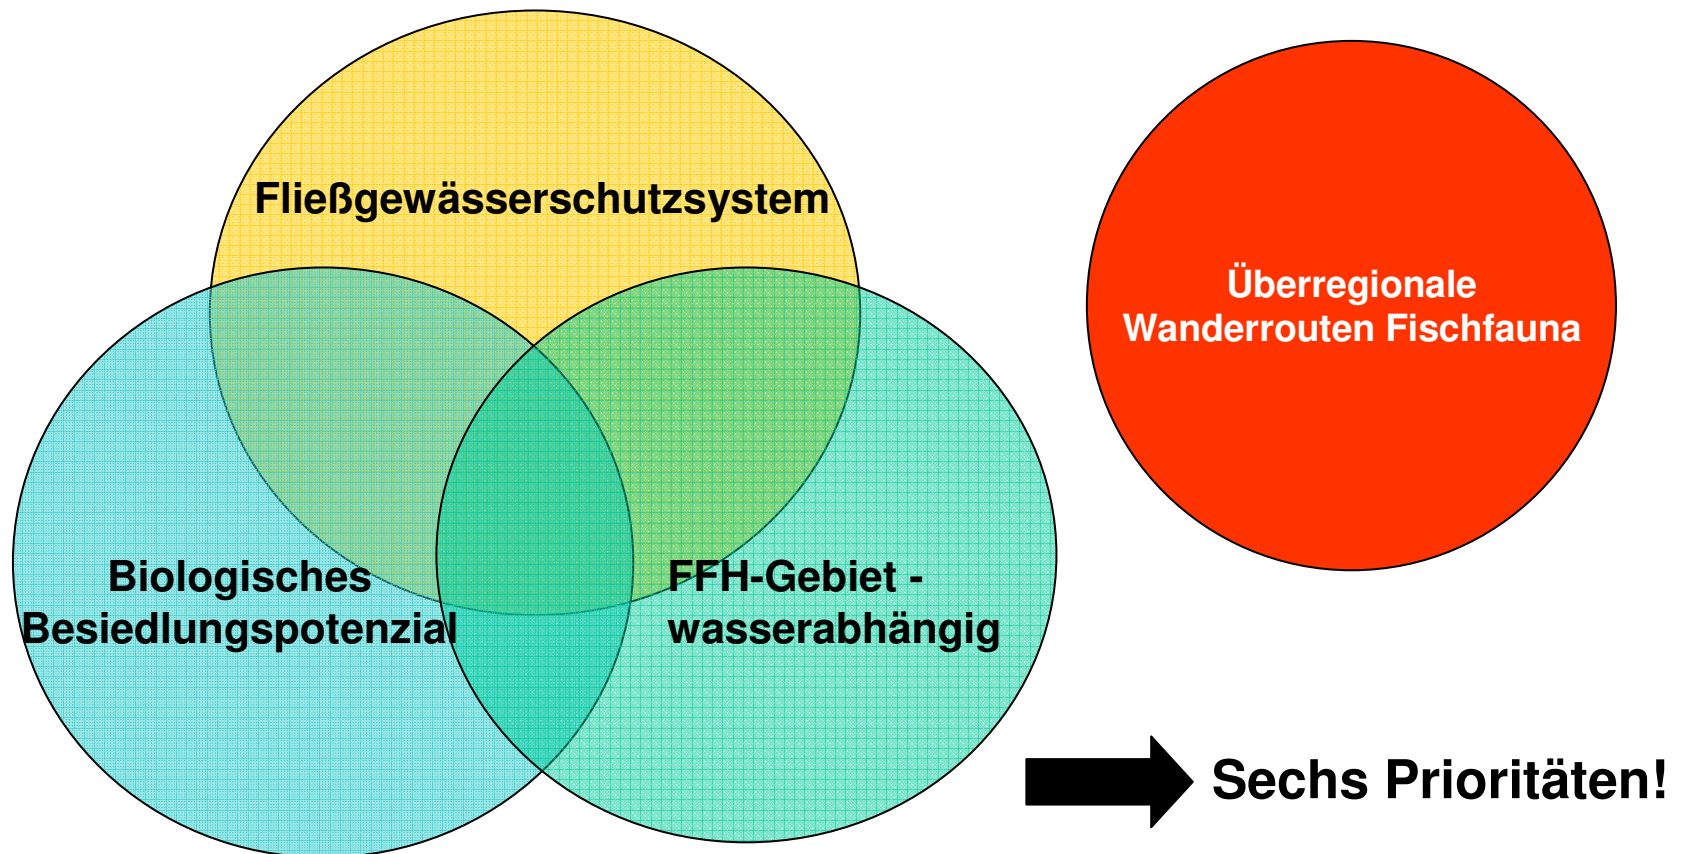 Fließgewässerschutzsystem
Überregionale
Wanderrouten Fischfauna
Biologisches
Besiedlungspotenzial
FFH-Gebiet -
wasserabhängig
Sechs Prioritäten!